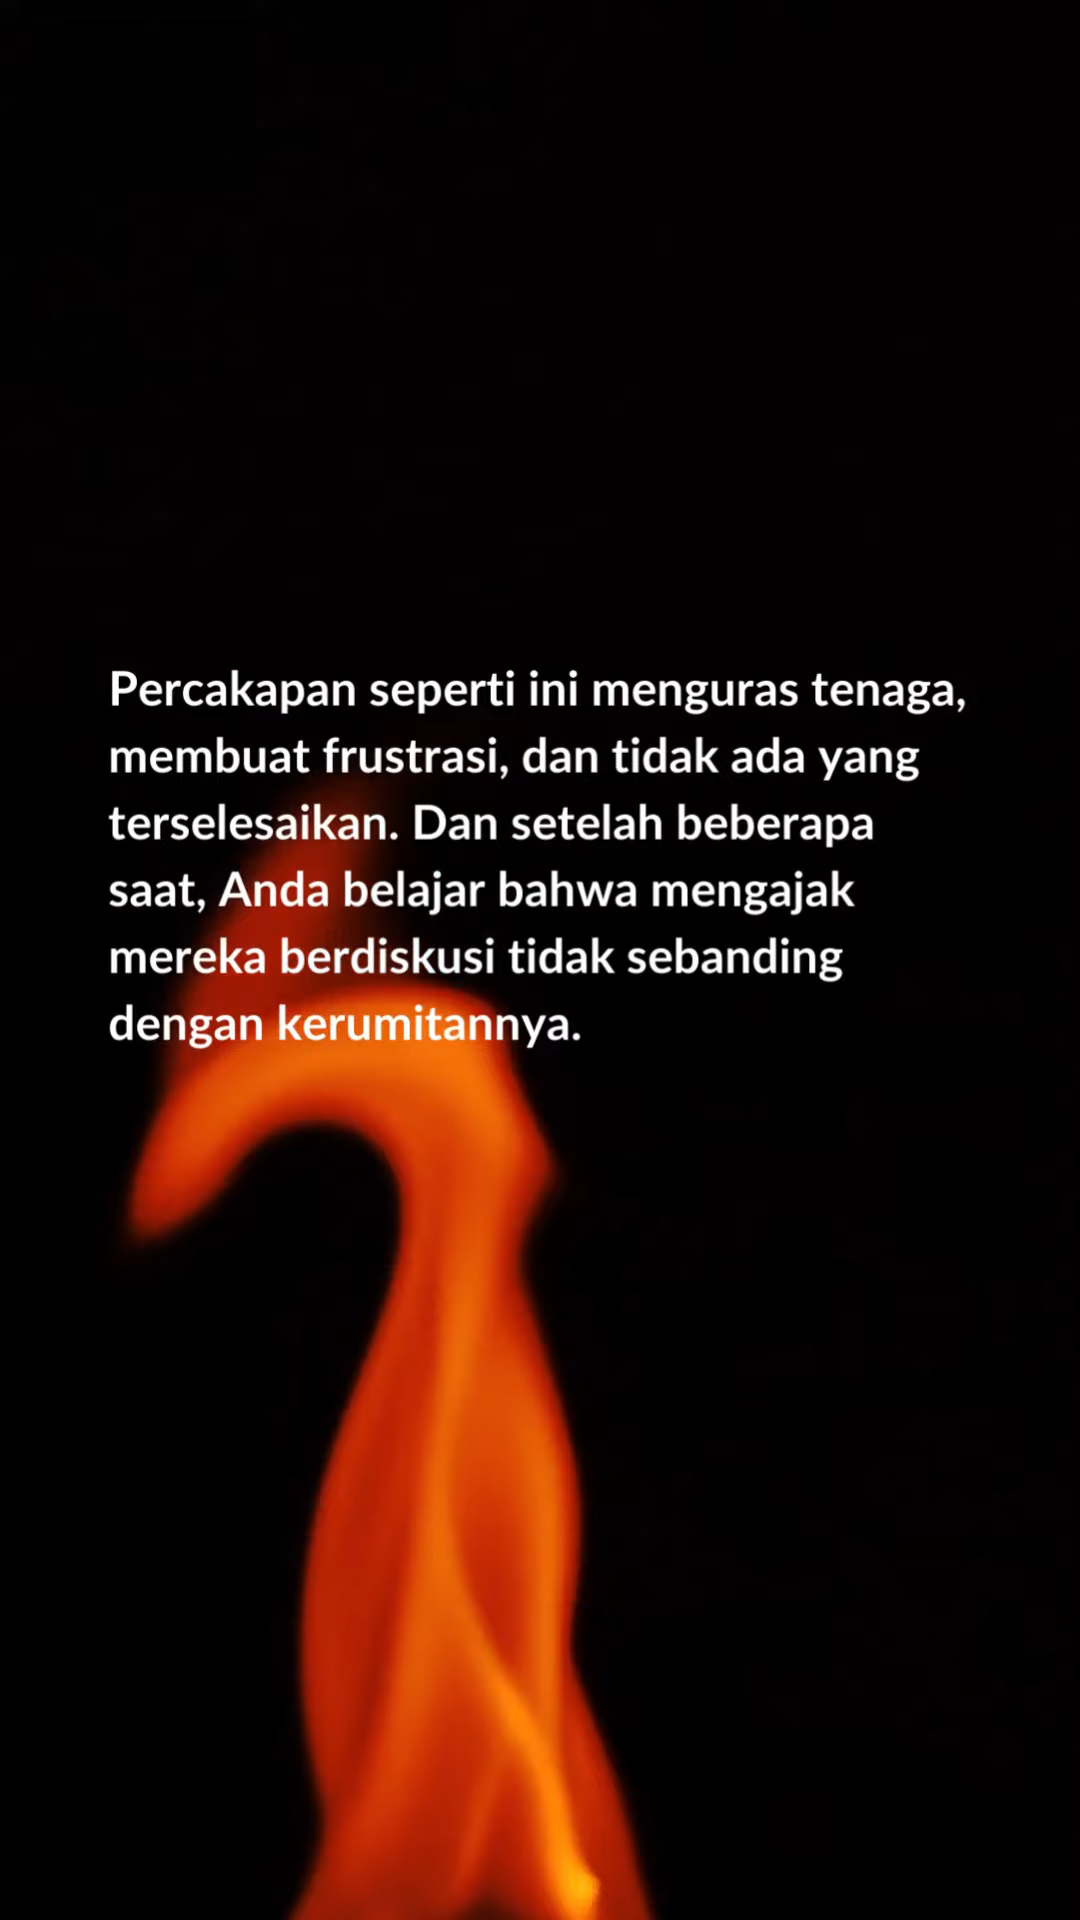 Percakapan seperti ini menguras tenaga,
membuat frustrasi, dan tidak ada yang
terselesaikan. Dan setelah beberapa
saat, Anda belajar bahwa mengajak
mereka berdiskusi tidak sebanding
dengan kerumitannya.